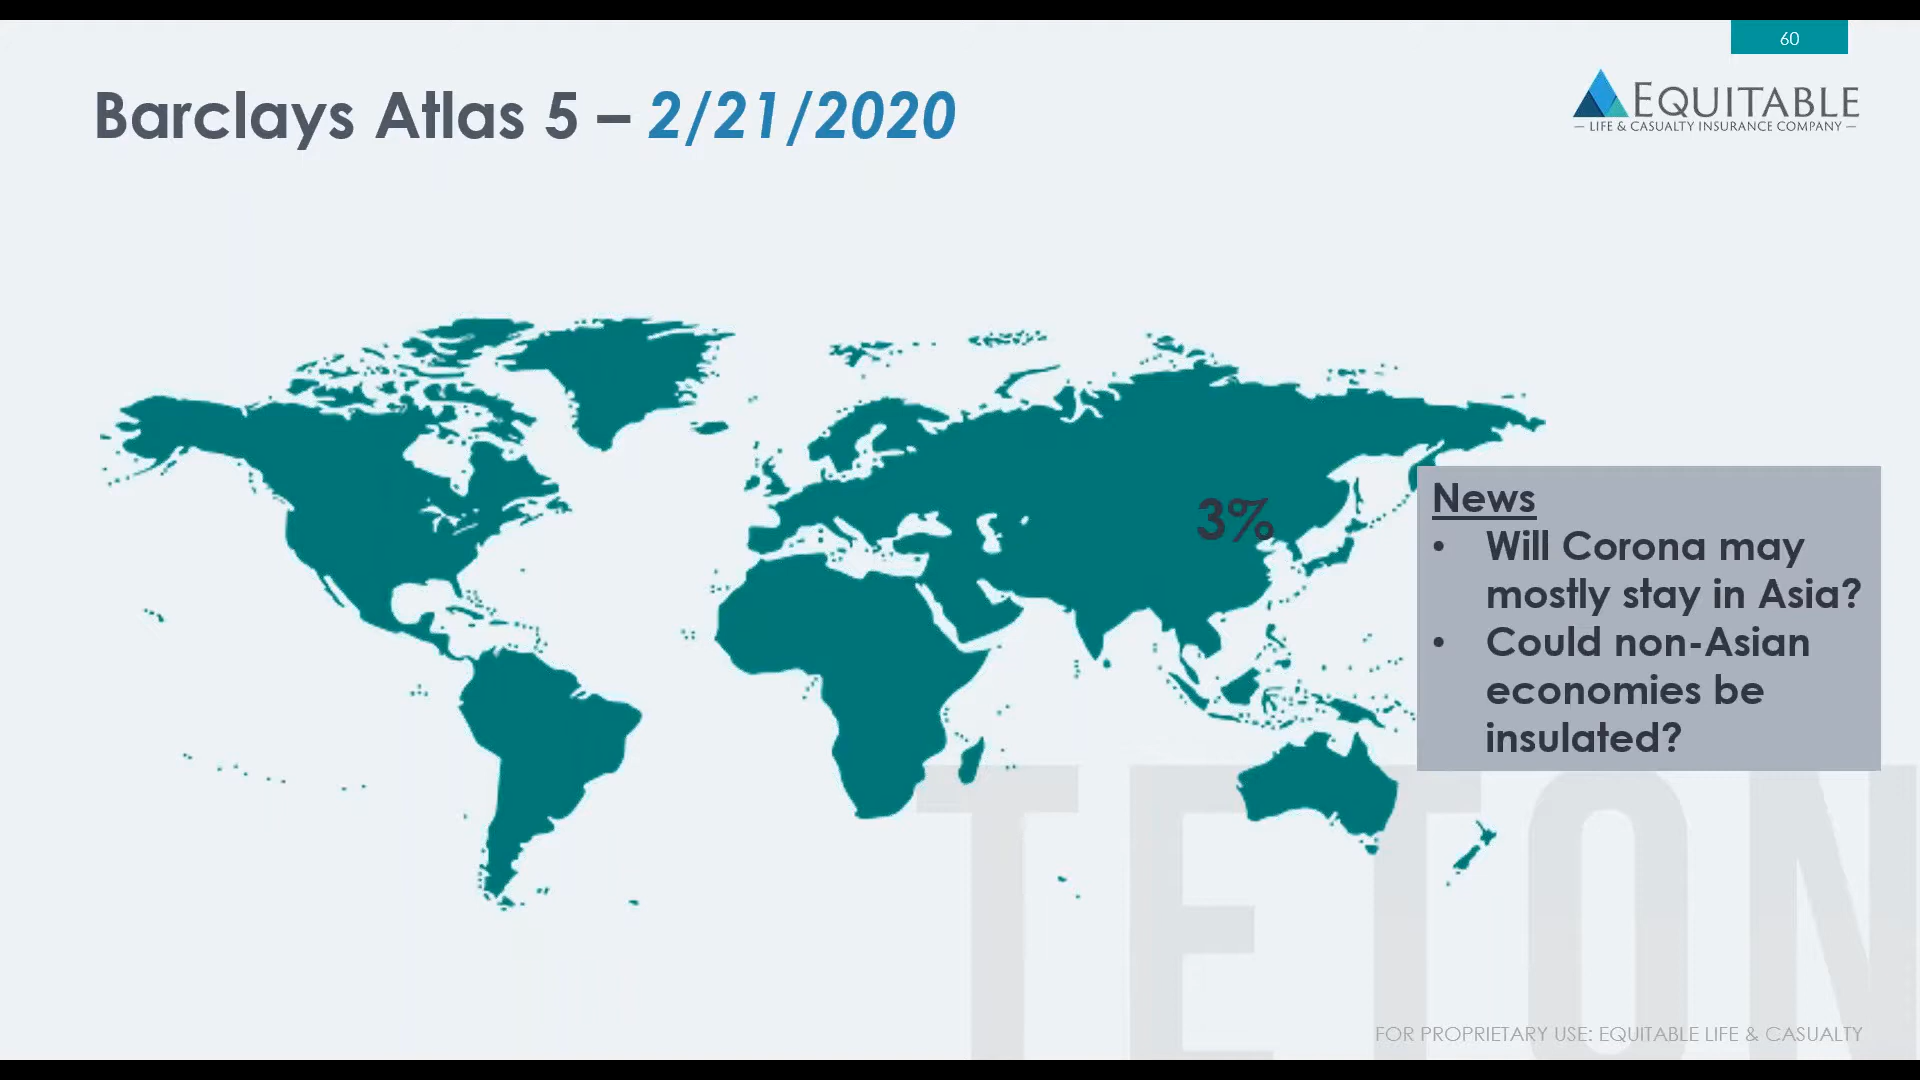 60
Barclays Atlas 5 – 2/21/2020
EQUITABLE
– LIFE & CASUALTY INSURANCE COMPANY –
3%
News
• Will Corona may
mostly stay in Asia?
• Could non-Asian
economies be
insulated?
TETON
FOR PROPRIETARY USE: EQUITABLE LIFE & CASUALTY